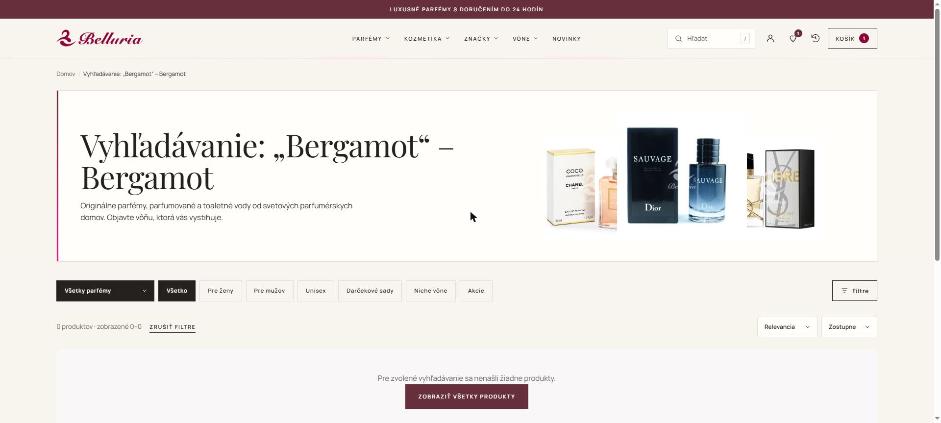 LUXUSNÉ PARFÉMY S DORUČENÍM DO 24 HODÍN
Belluria
PARFÉMY KOZMETIKA ZNAČKY VÔNE NOVINKY
Hľadať /
KOŠÍK
Domov / Vyhľadávanie: „Bergamot“ – Bergamot
Vyhľadávanie: „Bergamot“ –
Bergamot
Originálne parfémy, parfumované a toaletné vody od svetových parfumérskych
domov. Objavte vôňu, ktorá vás vystihuje.
COCO
CHANEL
SAUVAGE
Dior
SAUVAGE
Dior
Všetky parfémy Všetko Pre ženy Pre mužov Unisex Darčekové sady Niche vône Akcie Filtre
0 produktov · zobrazené 0–0 ZRUŠIŤ FILTRE Relevancia Zostupne
Pre zvolené vyhľadávanie sa nenašli žiadne produkty.
ZOBRAZIŤ VŠETKY PRODUKTY